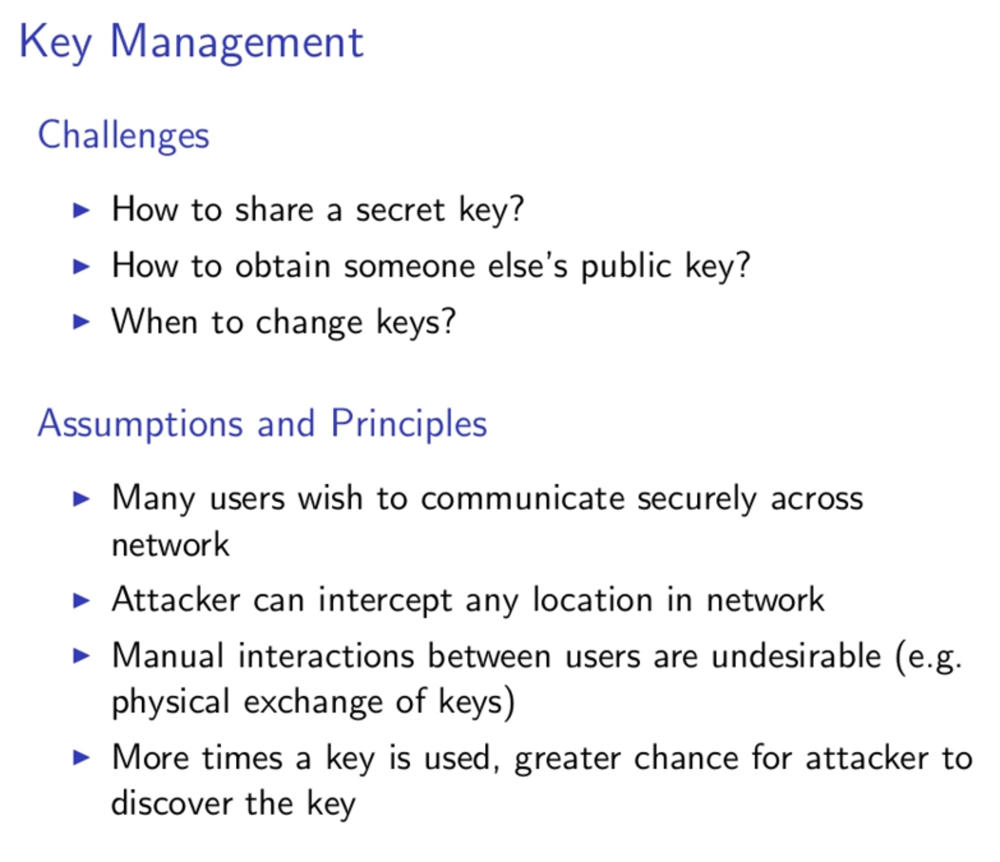 Key Management
Challenges
▶ How to share a secret key?
▶ How to obtain someone else's public key?
▶ When to change keys?
Assumptions and Principles
▶ Many users wish to communicate securely across
network
▶ Attacker can intercept any location in network
▶ Manual interactions between users are undesirable (e.g.
physical exchange of keys)
▶ More times a key is used, greater chance for attacker to
discover the key